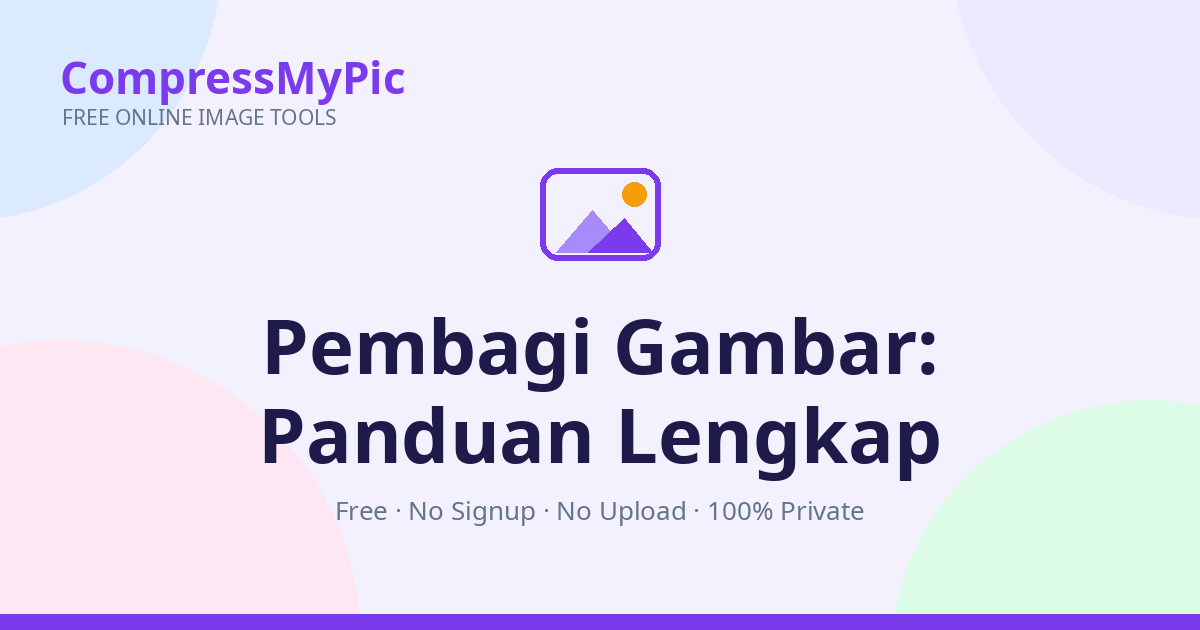 CompressMyPic
FREE ONLINE IMAGE TOOLS
Pembagi Gambar:
Panduan Lengkap
Free · No Signup · No Upload · 100% Private